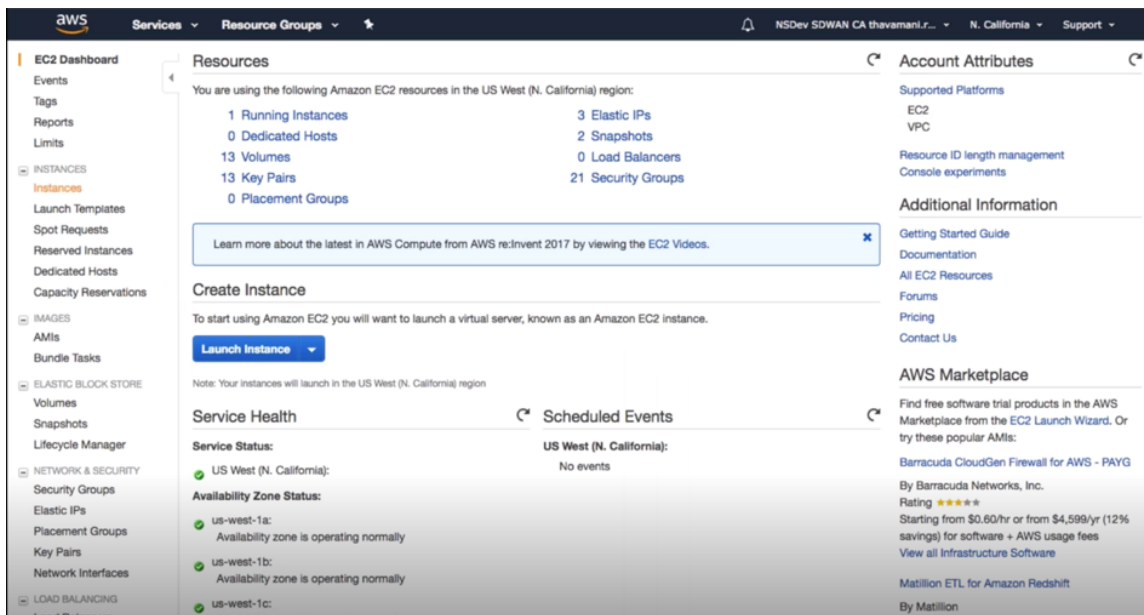 aws
Services
Resource Groups
NSDev SDWAN CA thavamani.r...
N. California
Support
EC2 Dashboard
Events
Tags
Reports
Limits
INSTANCES
Instances
Launch Templates
Spot Requests
Reserved Instances
Dedicated Hosts
Capacity Reservations
IMAGES
AMIs
Bundle Tasks
ELASTIC BLOCK STORE
Volumes
Snapshots
Lifecycle Manager
NETWORK & SECURITY
Security Groups
Elastic IPs
Placement Groups
Key Pairs
Network Interfaces
LOAD BALANCING
Resources
You are using the following Amazon EC2 resources in the US West (N. California) region:
1 Running Instances
0 Dedicated Hosts
13 Volumes
13 Key Pairs
0 Placement Groups
3 Elastic IPs
2 Snapshots
0 Load Balancers
21 Security Groups
Learn more about the latest in AWS Compute from AWS re:Invent 2017 by viewing the EC2 Videos.
Create Instance
To start using Amazon EC2 you will want to launch a virtual server, known as an Amazon EC2 instance.
Launch Instance
Note: Your instances will launch in the US West (N. California) region
Service Health
Service Status:
US West (N. California):
Availability Zone Status:
us-west-1a:
Availability zone is operating normally
us-west-1b:
Availability zone is operating normally
us-west-1c:
Scheduled Events
US West (N. California):
No events
Account Attributes
Supported Platforms
EC2
VPC
Resource ID length management
Console experiments
Additional Information
Getting Started Guide
Documentation
All EC2 Resources
Forums
Pricing
Contact Us
AWS Marketplace
Find free software trial products in the AWS
Marketplace from the EC2 Launch Wizard. Or
try these popular AMIs:
Barracuda CloudGen Firewall for AWS - PAYG
By Barracuda Networks, Inc.
Rating
Starting from $0.60/hr or from $4,599/yr (12%
savings) for software + AWS usage fees
View all Infrastructure Software
Matillion ETL for Amazon Redshift
By Matillion